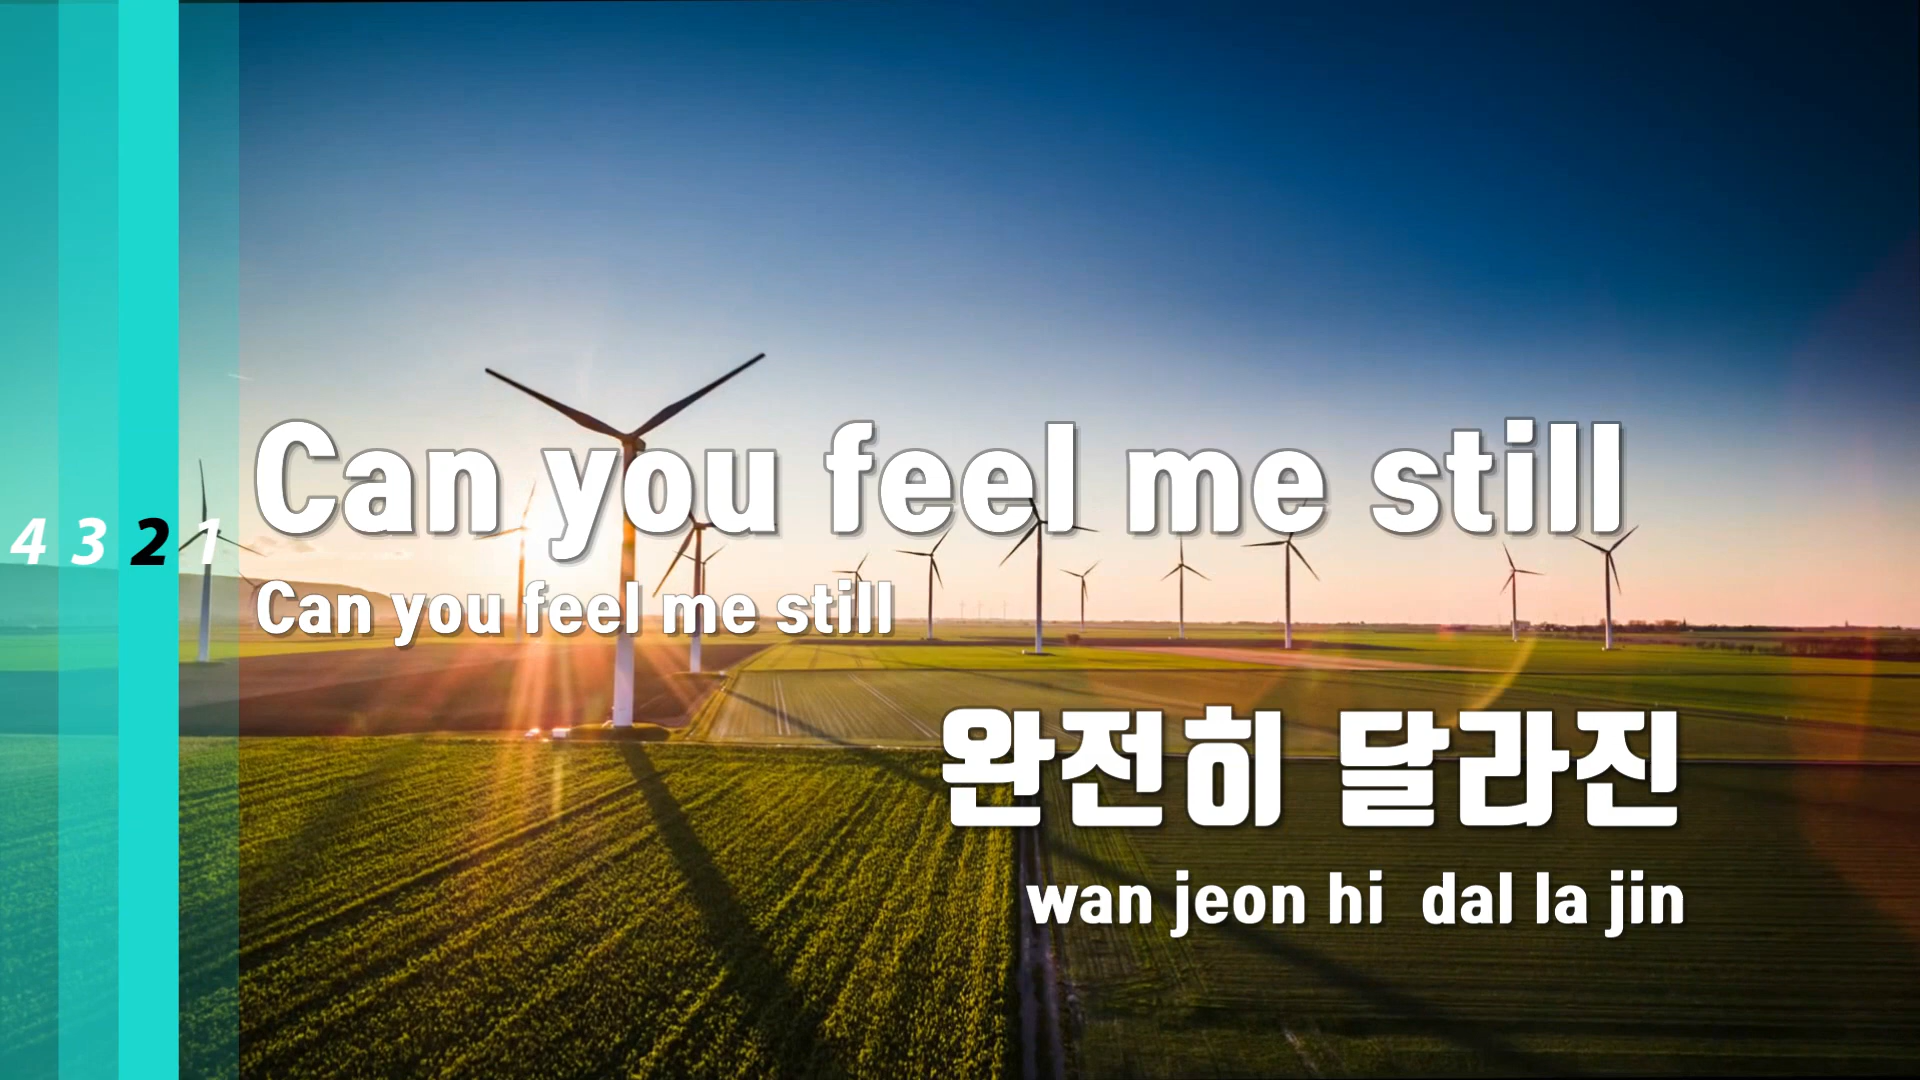 4 3 2 1
Can you feel me still
Can you feel me still
완전히 달라진
wan jeon hi dal la jin